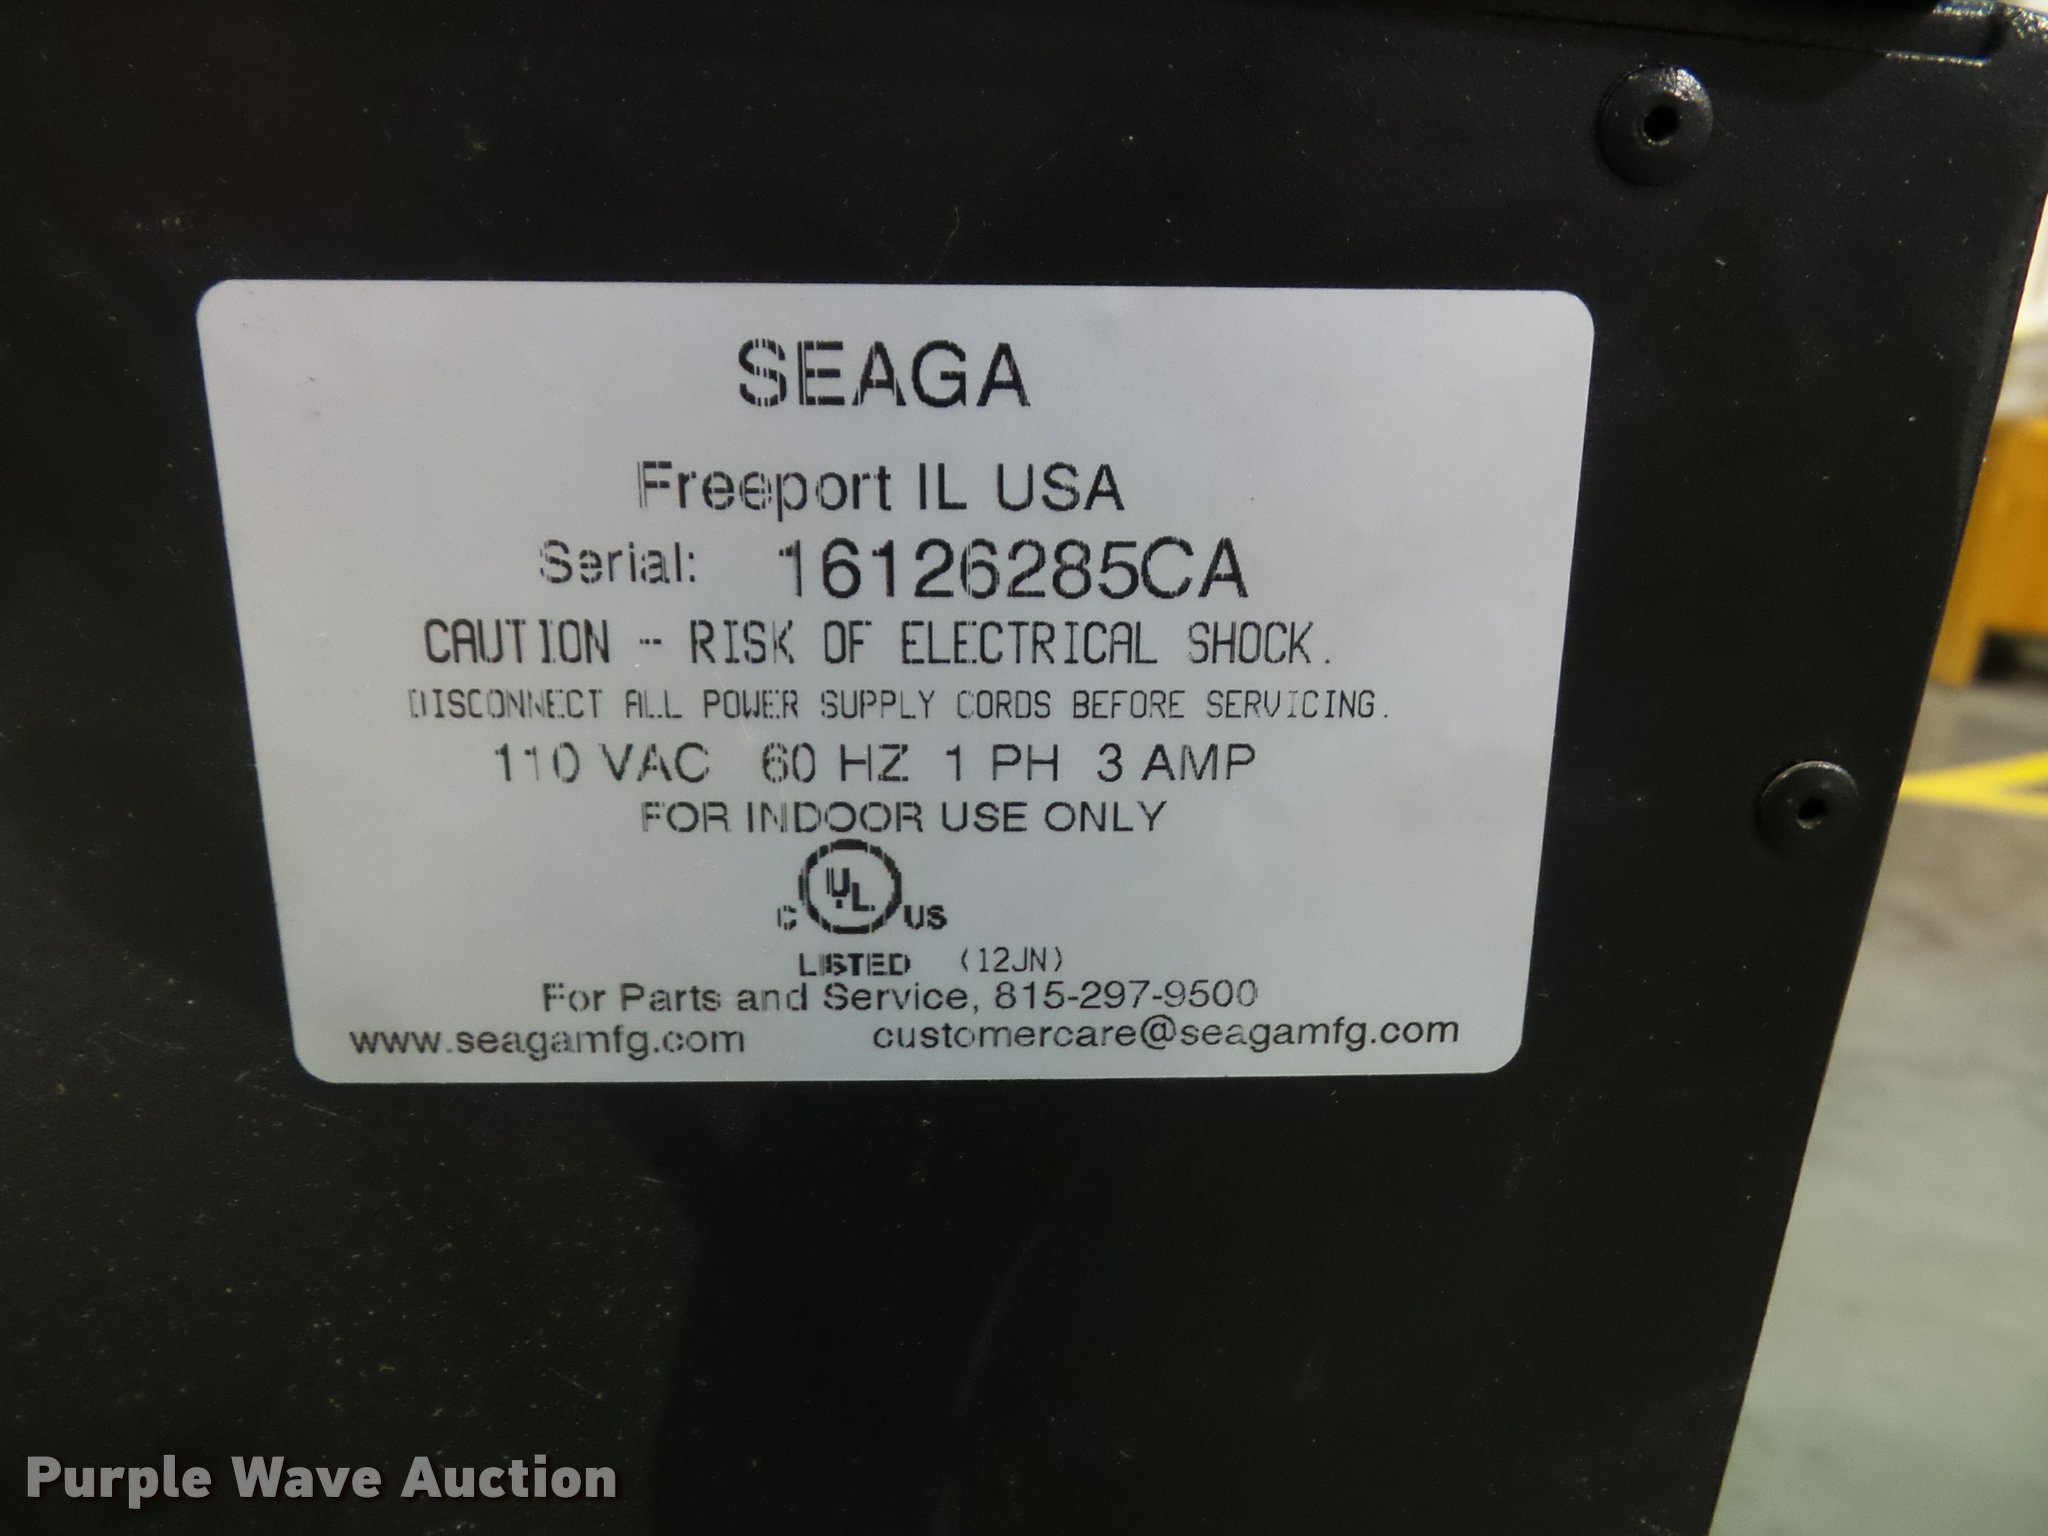 SEAGA
Freeport IL USA
Serial: 16126285CA
CAUTION -- RISK OF ELECTRICAL SHOCK.
DISCONNECT ALL POWER SUPPLY CORDS BEFORE SERVICING.
110 VAC 60 HZ 1 PH 3 AMP
FOR INDOOR USE ONLY
C UL US
LISTED (12JN)
For Parts and Service, 815-297-9500
www.seagamfg.com customercare@seagamfg.com
Purple Wave Auction